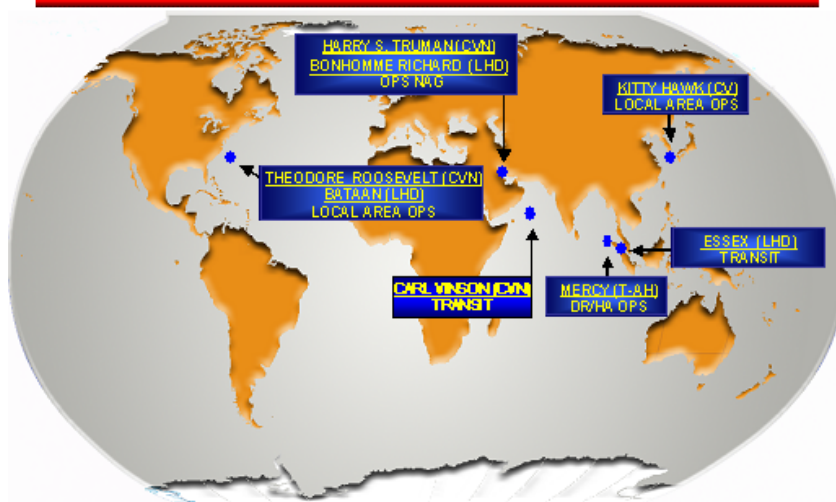 HARRY S. TRUMAN (CVN)
BONHOMME RICHARD (LHD)
OPS NAG
KITTY HAWK (CV)
LOCAL AREA OPS
THEODORE ROOSEVELT (CVN)
BATAAN (LHD)
LOCAL AREA OPS
ESSEX (LHD)
TRANSIT
CARL VINSON (CVN)
TRANSIT
MERCY (T-AH)
DR/HA OPS